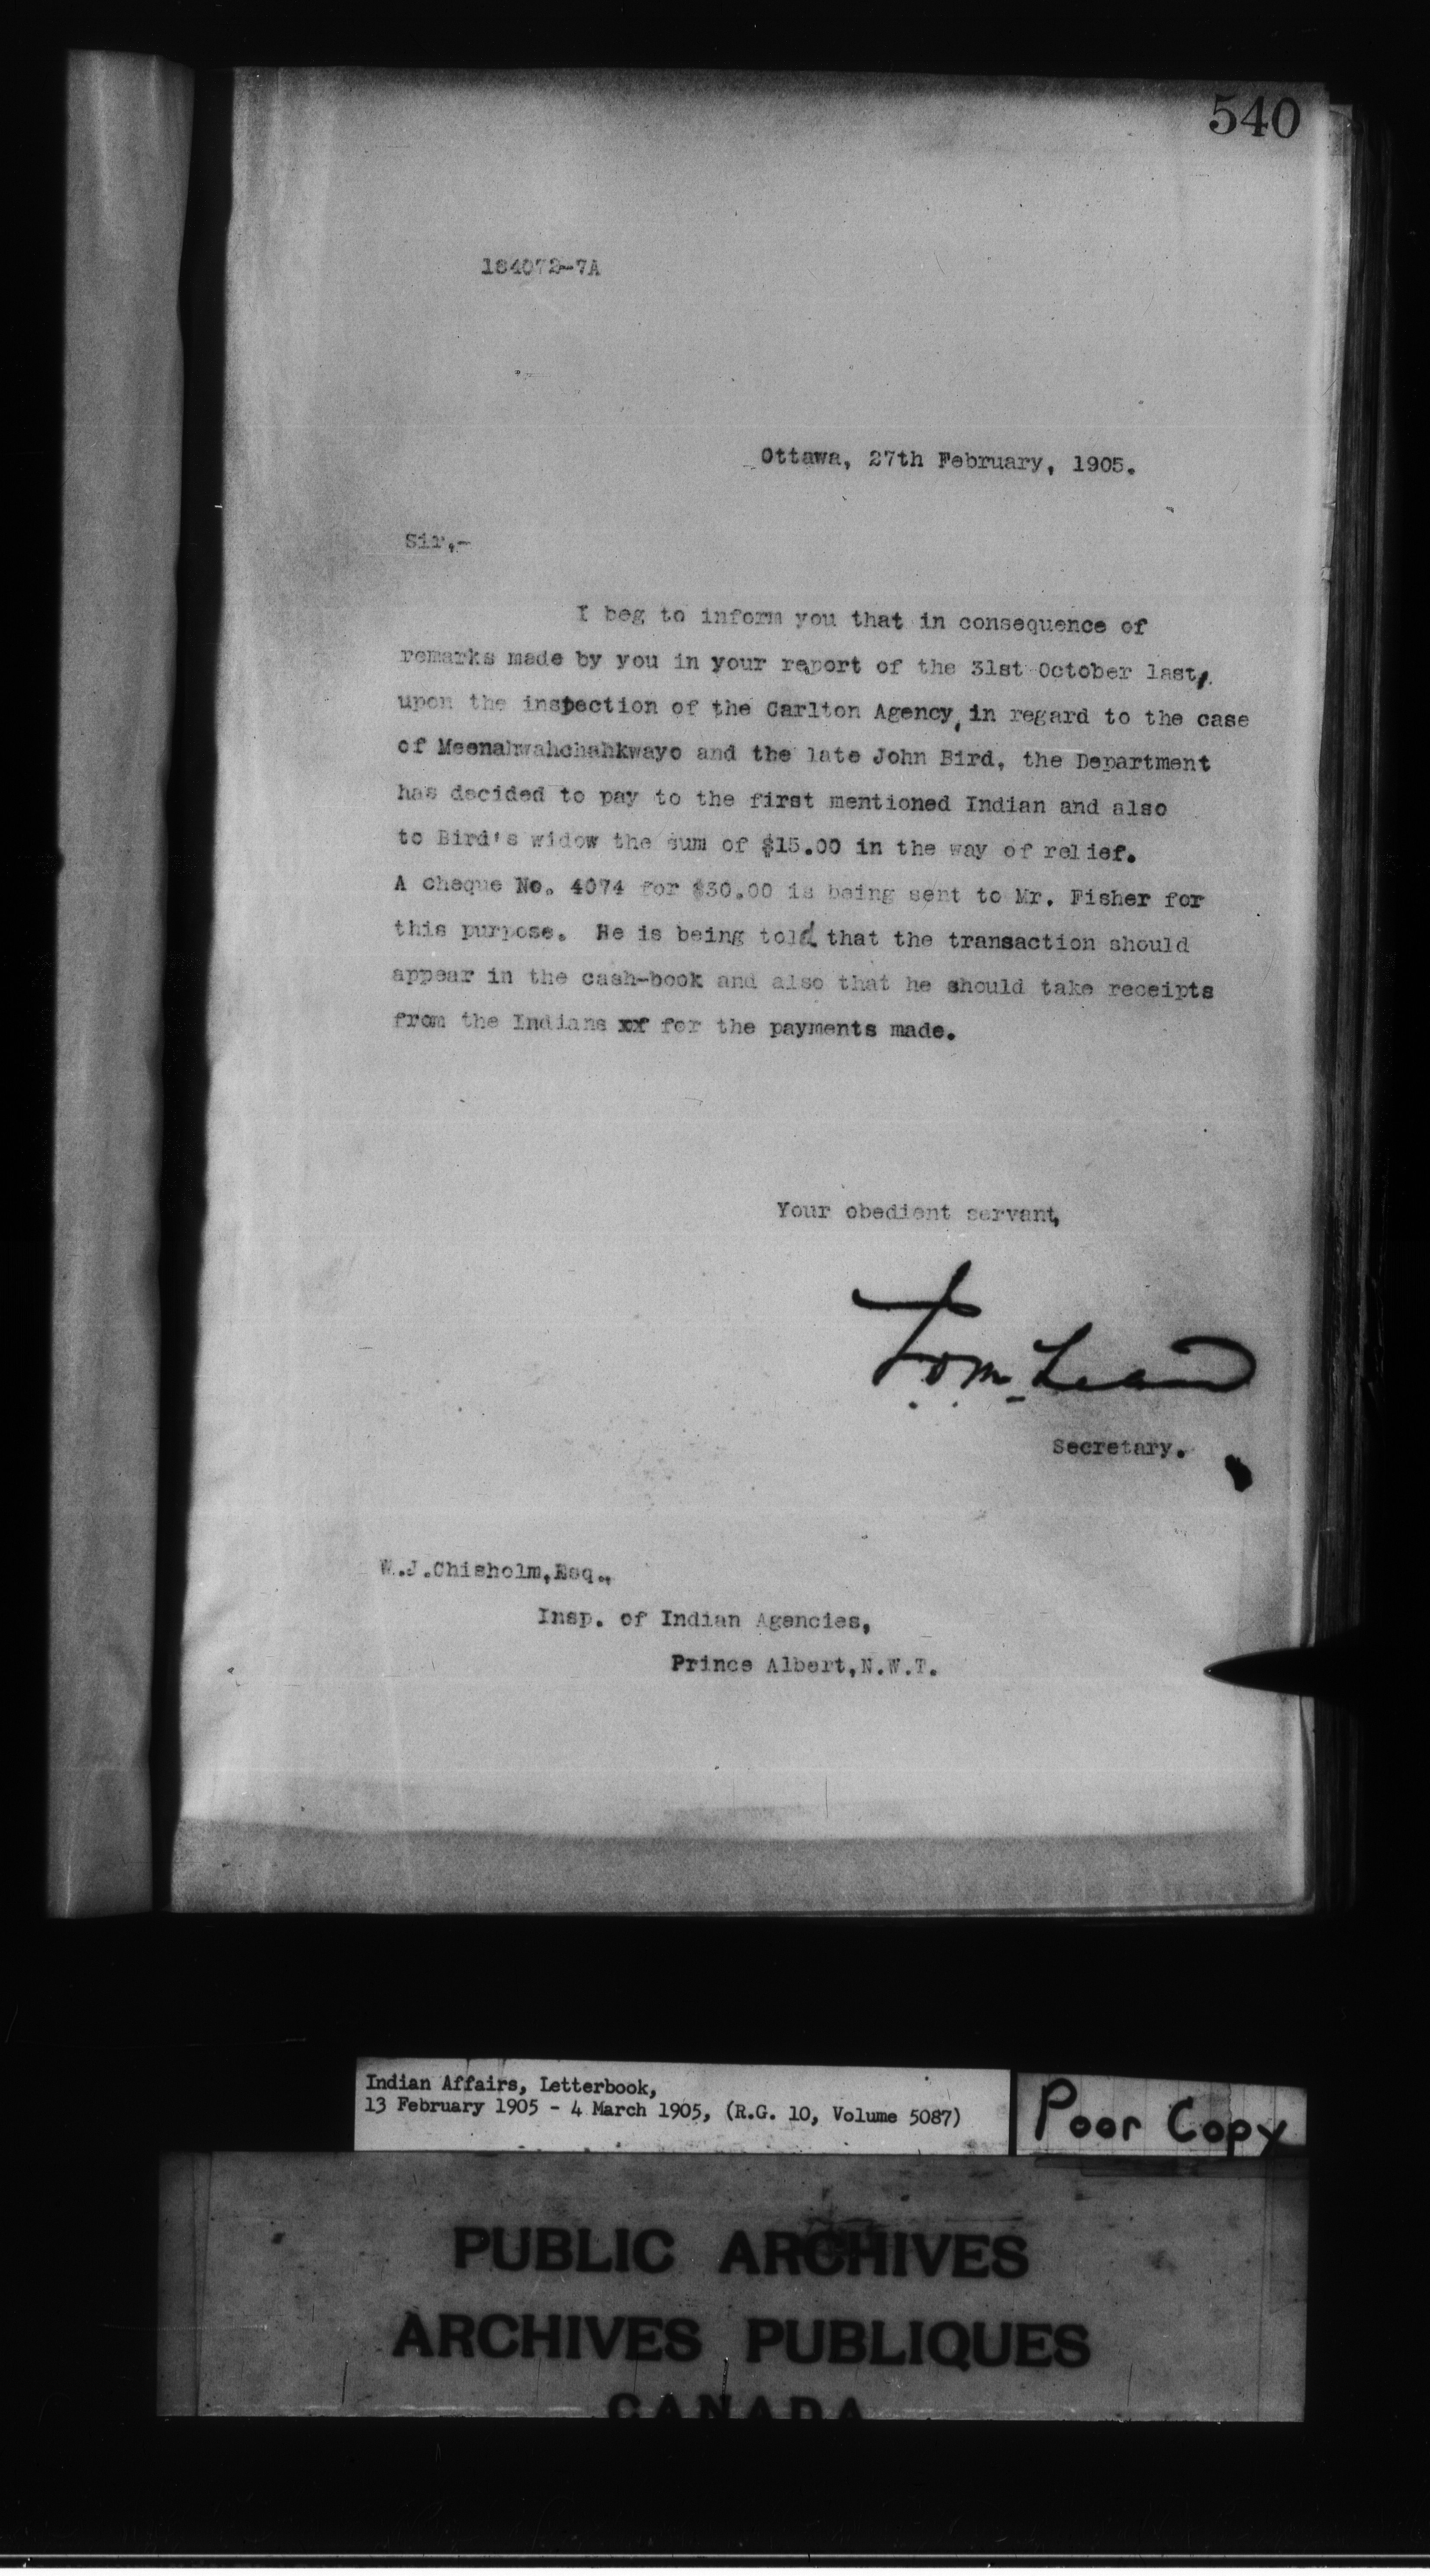 540
164072-7A
Ottawa, 27th February, 1905.
Sir,-
I beg to inform you that in consequence of
remarks made by you in your report of the 31st October last,
upon the inspection of the Carlton Agency, in regard to the case
of Meenahwahchahkwayo and the late John Bird, the Department
has decided to pay to the first mentioned Indian and also
to Bird's widow the sum of $15.00 in the way of relief.
A cheque No. 4074 for $30.00 is being sent to Mr. Fisher for
this purpose. He is being told that the transaction should
appear in the cash-book and also that he should take receipts
from the Indians xx for the payments made.
Your obedient servant,
Secretary.
W.J.Chisholm,Esq.,
Insp. of Indian Agencies,
Prince Albert,N.W.T.
Indian Affairs, Letterbook,
13 February 1905 - 4 March 1905, (R.G. 10, Volume 5087)
Poor Copy
PUBLIC ARCHIVES
ARCHIVES PUBLIQUES
CANADA